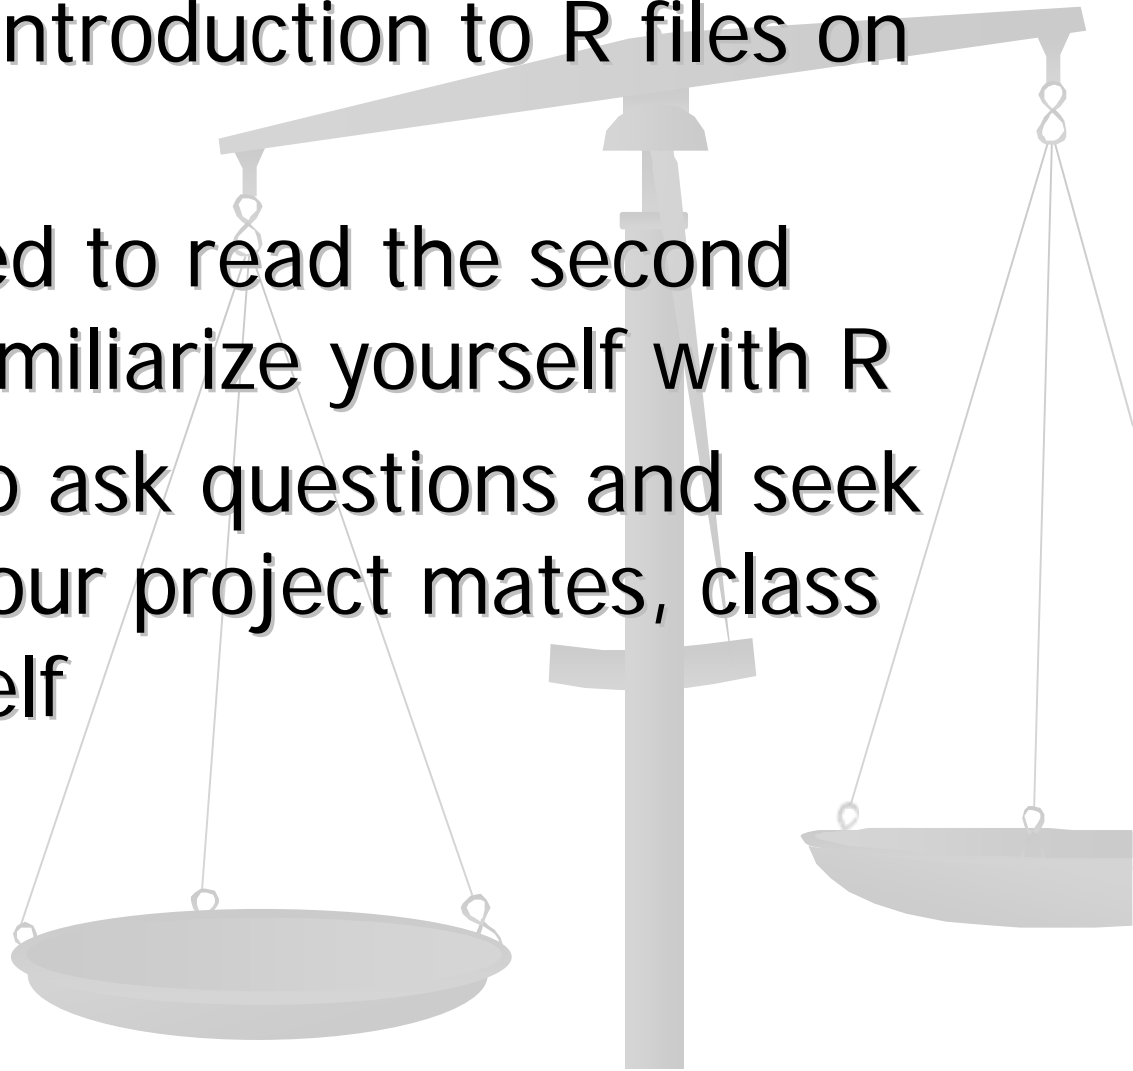 ntroduction to R files on
ed to read the second
miliarize yourself with R
o ask questions and seek
our project mates, class
elf